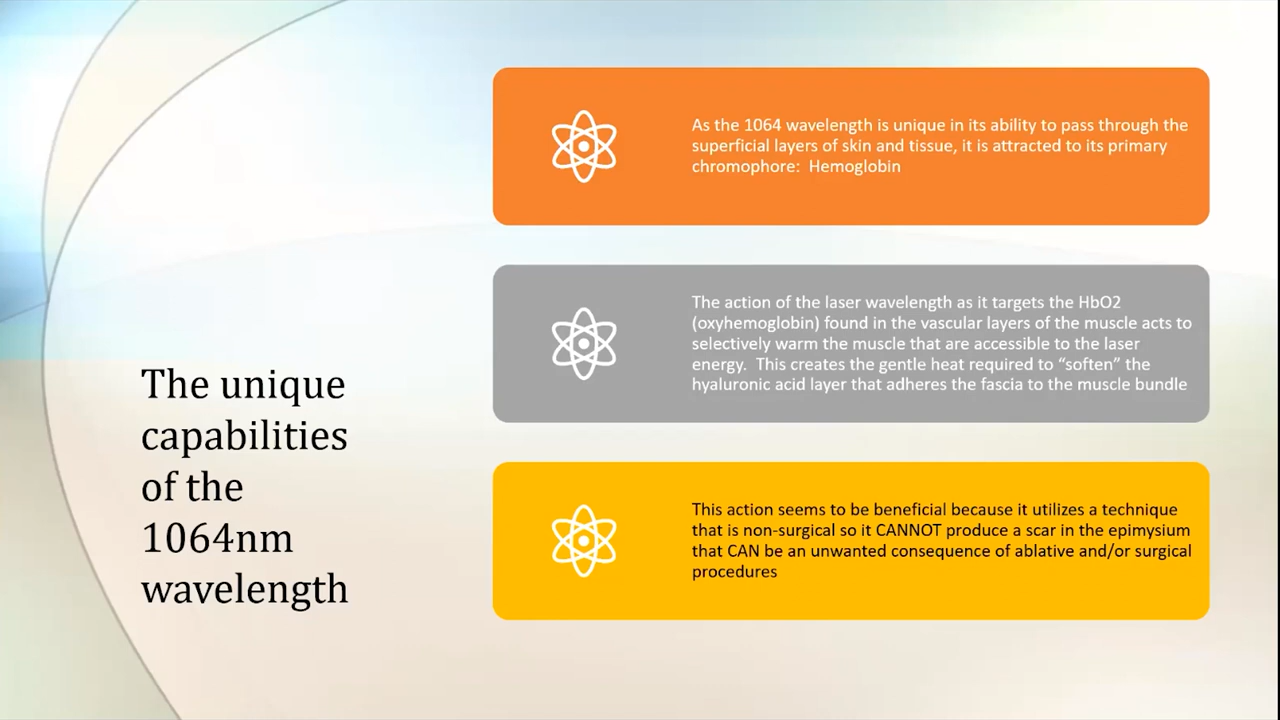 The unique
capabilities
of the
1064nm
wavelength
As the 1064 wavelength is unique in its ability to pass through the
superficial layers of skin and tissue, it is attracted to its primary
chromophore:  Hemoglobin
The action of the laser wavelength as it targets the HbO2
(oxyhemoglobin) found in the vascular layers of the muscle acts to
selectively warm the muscle that are accessible to the laser
energy.  This creates the gentle heat required to “soften” the
hyaluronic acid layer that adheres the fascia to the muscle bundle
This action seems to be beneficial because it utilizes a technique
that is non-surgical so it CANNOT produce a scar in the epimysium
that CAN be an unwanted consequence of ablative and/or surgical
procedures